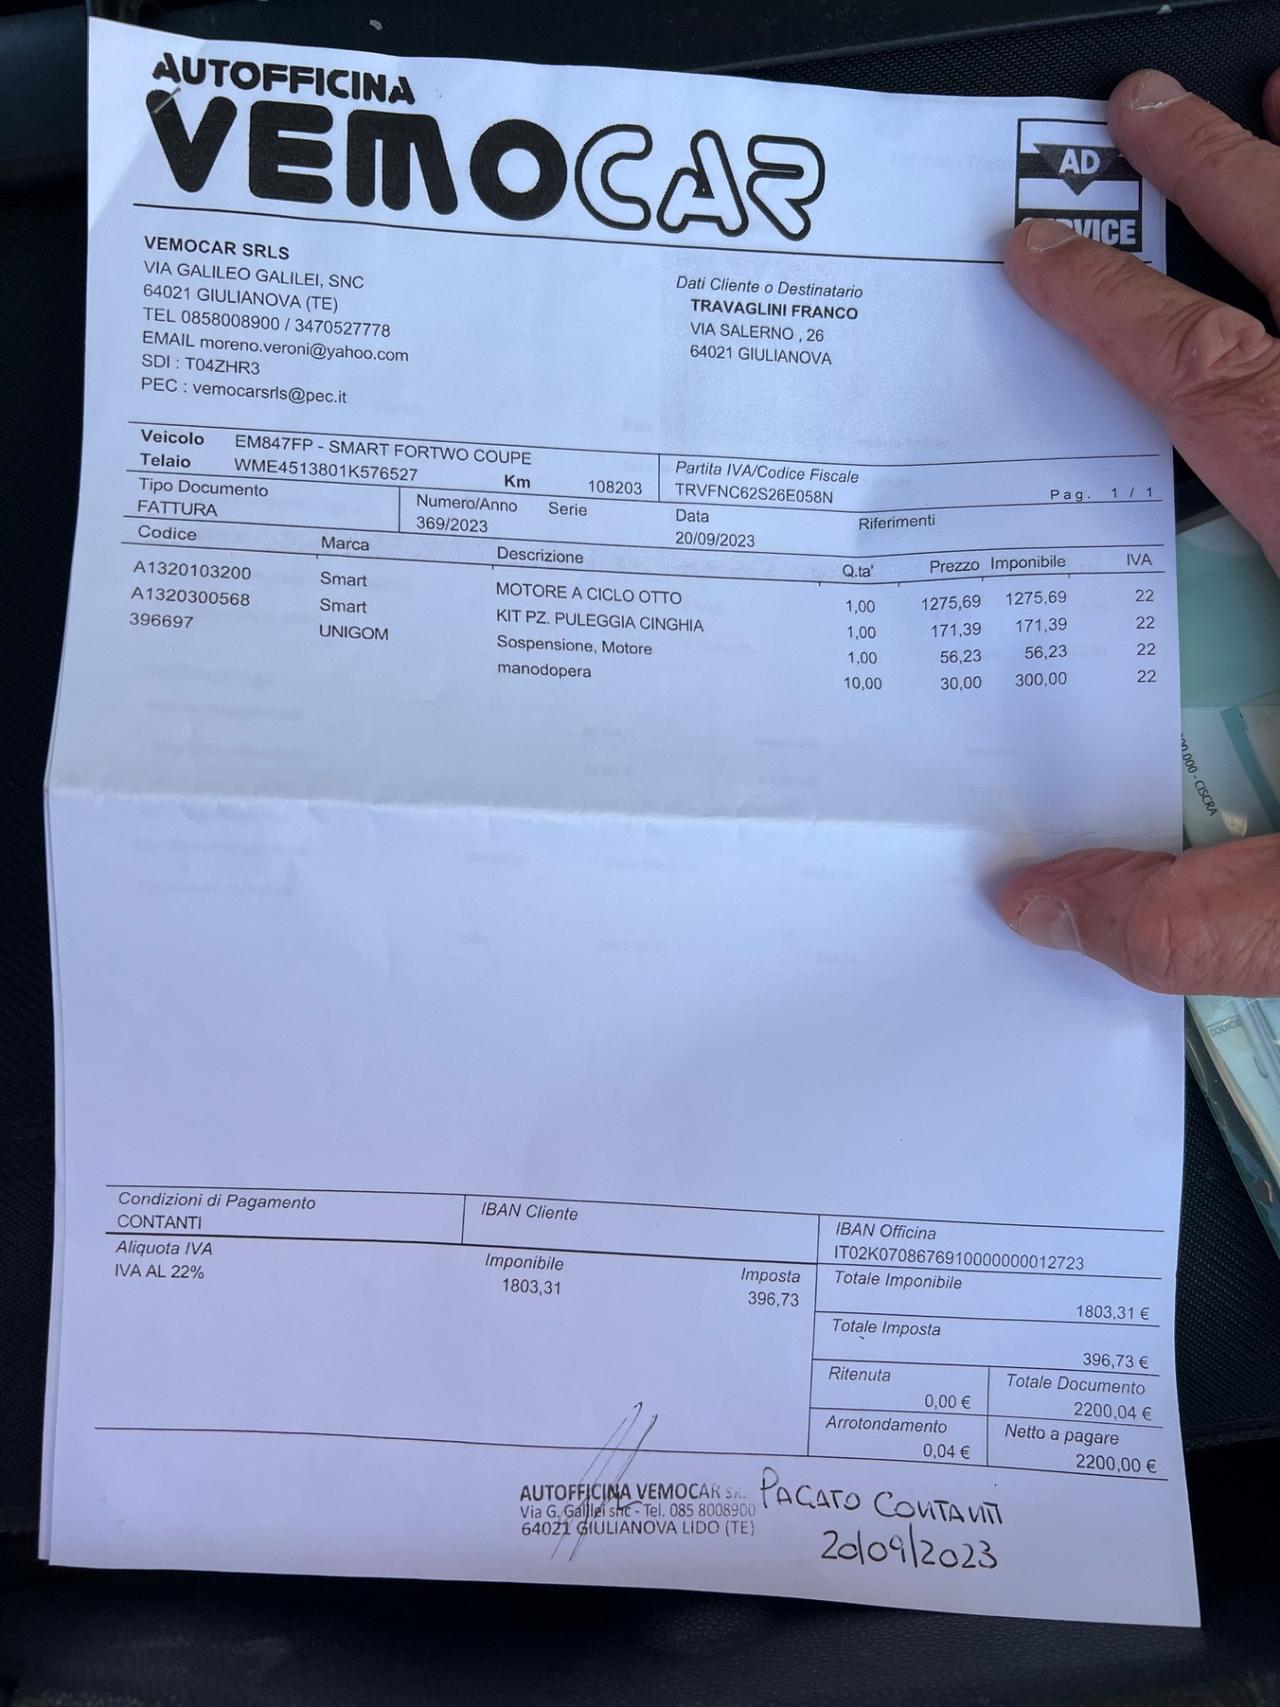 AUTOFFICINA
VEMOCAR
AD
SERVICE
VEMOCAR SRLS
VIA GALILEO GALILEI, SNC
64021 GIULIANOVA (TE)
TEL 0858008900 / 3470527778
EMAIL moreno.veroni@yahoo.com
SDI : T04ZHR3
PEC : vemocarsrls@pec.it
Dati Cliente o Destinatario
TRAVAGLINI FRANCO
VIA SALERNO , 26
64021 GIULIANOVA
Veicolo EM847FP - SMART FORTWO COUPE
Telaio WME4513801K576527 Km 108203
Partita IVA/Codice Fiscale
TRVFNC62S26E058N Pag. 1 / 1
Tipo Documento Numero/Anno Serie Data Riferimenti
FATTURA 369/2023 20/09/2023
Codice Marca Descrizione Q.ta' Prezzo Imponibile IVA
A1320103200 Smart MOTORE A CICLO OTTO 1,00 1275,69 1275,69 22
A1320300568 Smart KIT PZ. PULEGGIA CINGHIA 1,00 171,39 171,39 22
396697 UNIGOM Sospensione, Motore 1,00 56,23 56,23 22
manodopera 10,00 30,00 300,00 22
Condizioni di Pagamento IBAN Cliente IBAN Officina
CONTANTI IT02K0708676910000000012723
Aliquota IVA Imponibile Imposta
IVA AL 22% 1803,31 396,73
Totale Imponibile
1803,31 €
Totale Imposta
396,73 €
Ritenuta Totale Documento
0,00 € 2200,04 €
Arrotondamento Netto a pagare
0,04 € 2200,00 €
AUTOFFICINA VEMOCAR
Via G. Galilei snc - Tel. 085 8008900
64021 GIULIANOVA LIDO (TE)
PAGATO CONTANTI
20/09/2023